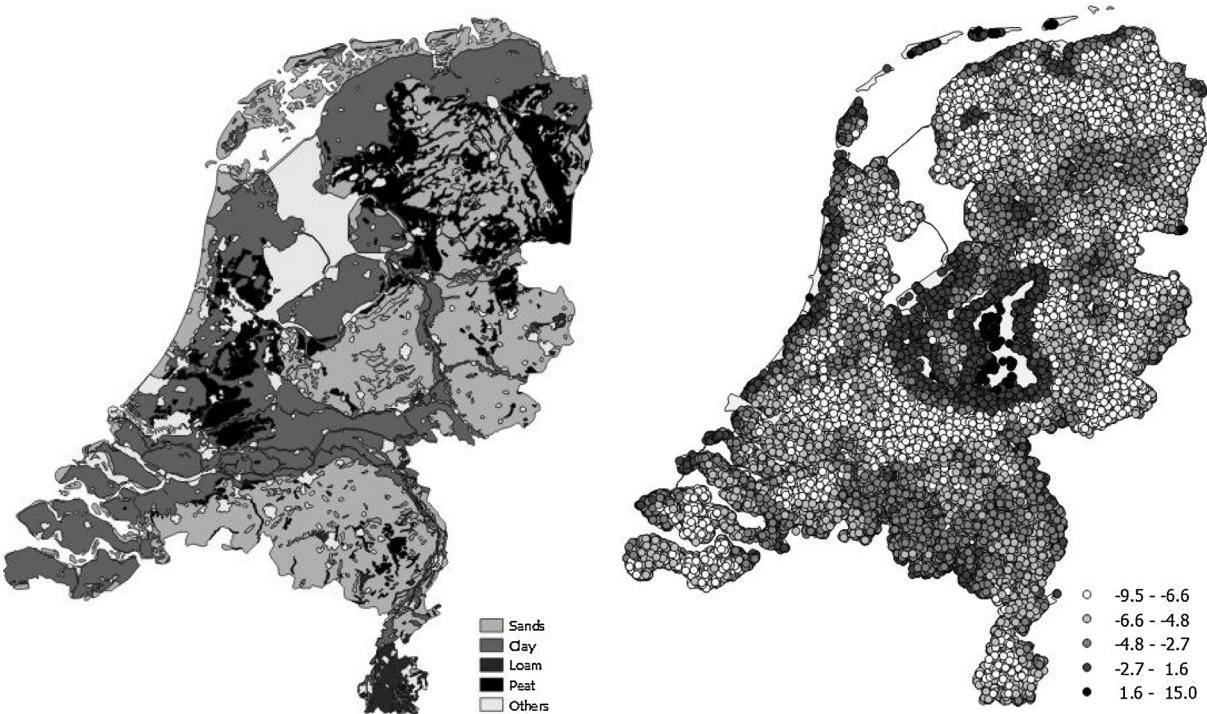 Sands
Clay
Loam
Peat
Others
-9.5 - -6.6
-6.6 - -4.8
-4.8 - -2.7
-2.7 - 1.6
1.6 - 15.0